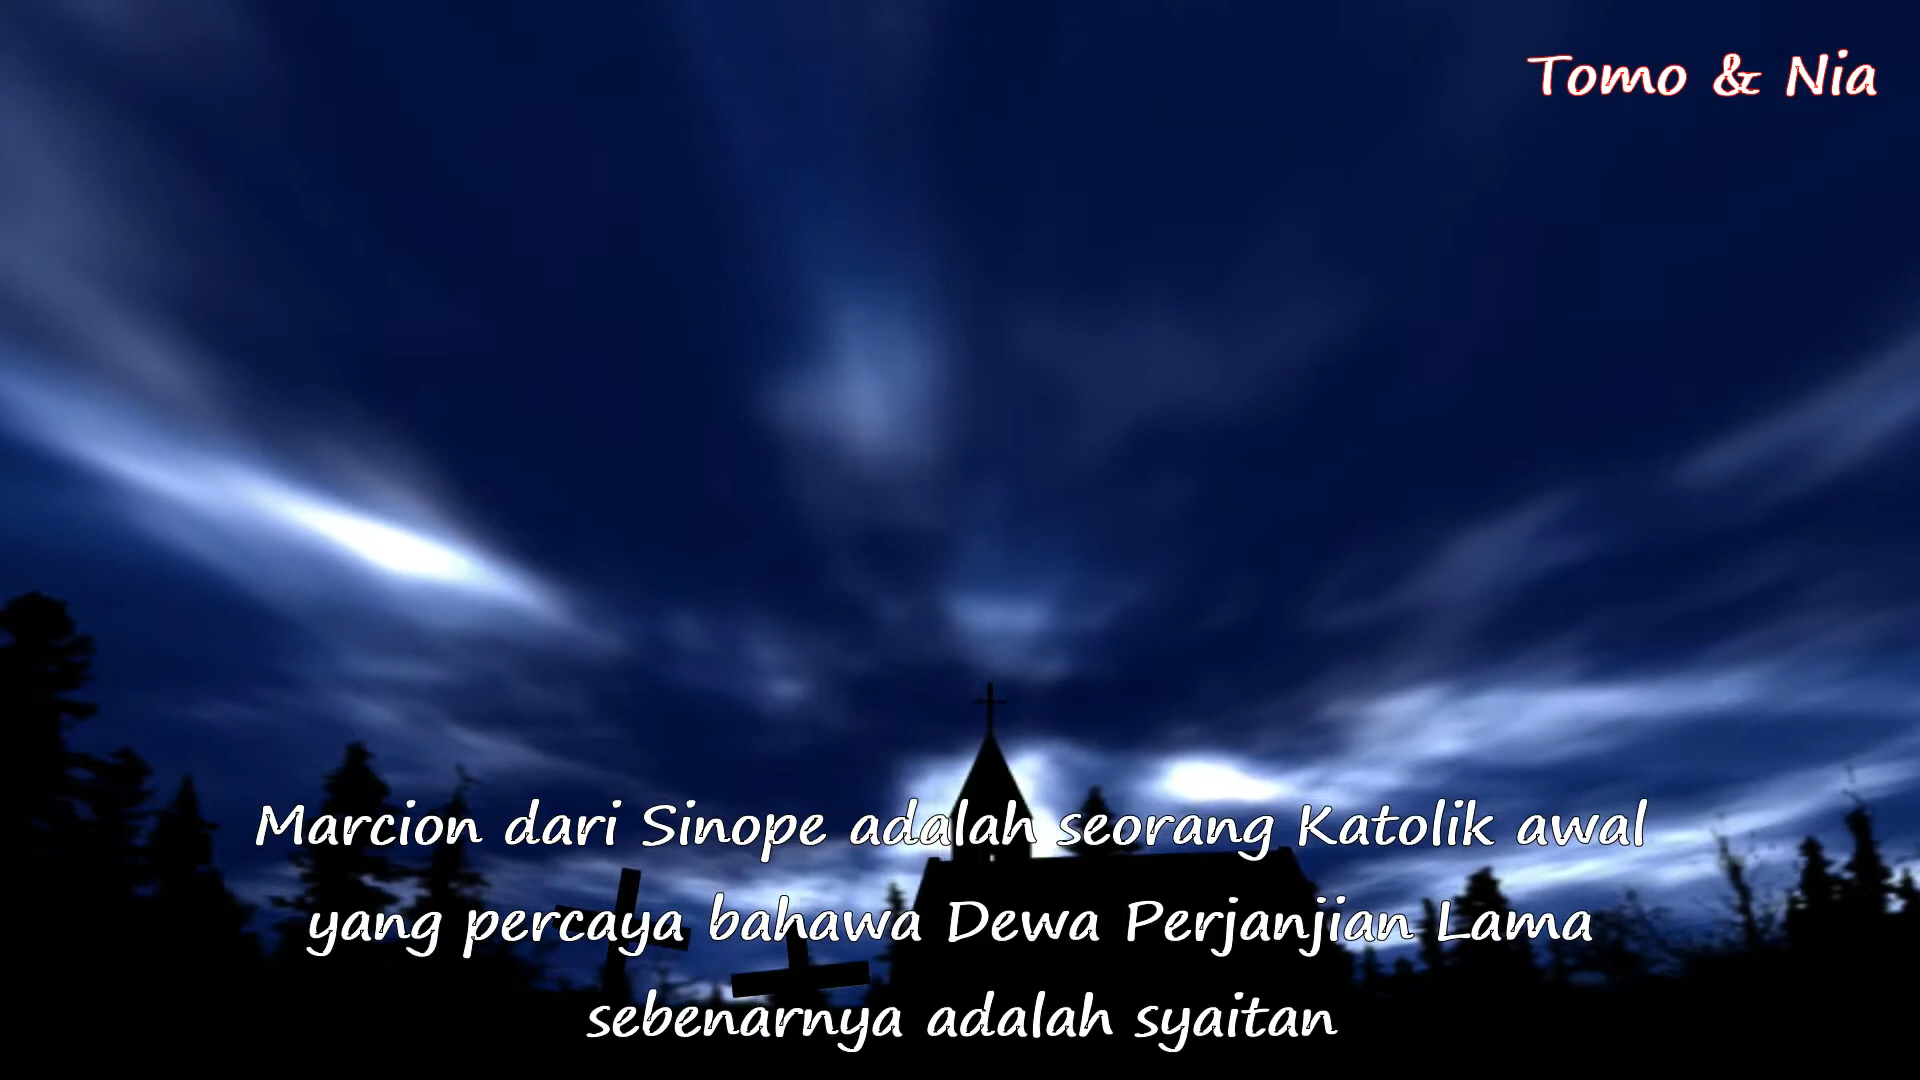 Tomo & Nia
Marcion dari Sinope adalah seorang Katolik awal
yang percaya bahawa Dewa Perjanjian Lama
sebenarnya adalah syaitan